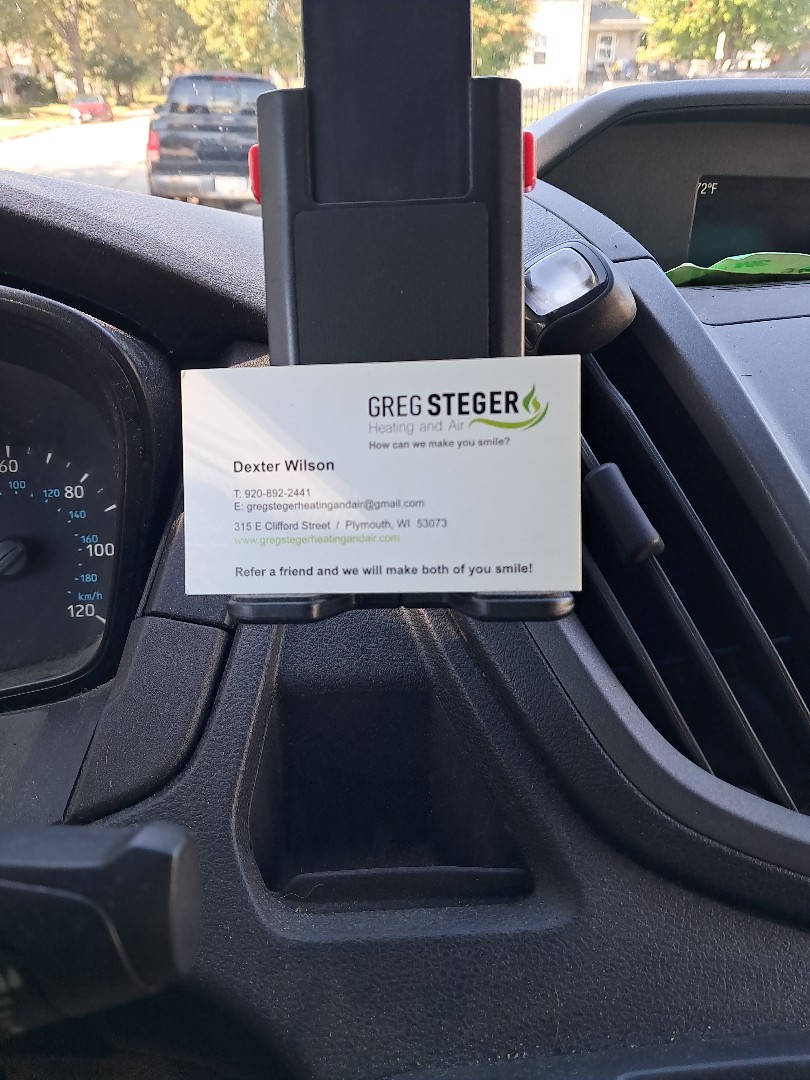 72°F
GREG STEGER
Heating and Air
How can we make you smile?
Dexter Wilson
T: 920-892-2441
E: gregstegerheatingandair@gmail.com
315 E Clifford Street / Plymouth, WI 53073
www.gregstegerheatingandair.com
Refer a friend and we will make both of you smile!
60
80
100
120
100
120
140
160
180
km/h